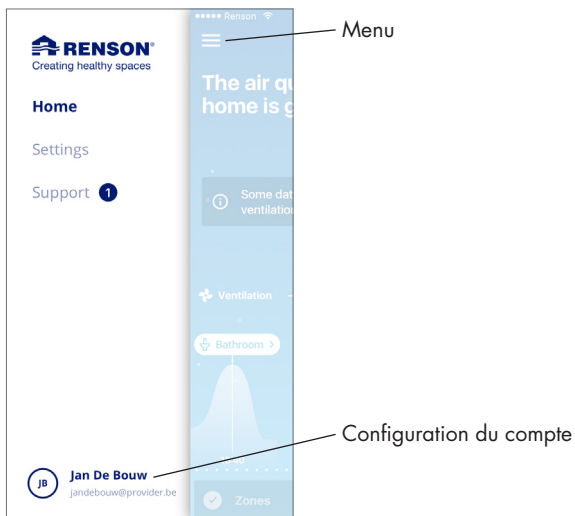 Renson
Menu
RENSON®
Creating healthy spaces
The air qu
home is g
Home
Settings
Support 1
Some dat
ventilation
Ventilation
Bathroom >
Configuration du compte
JB
Jan De Bouw
jandebouw@provider.be
Zones